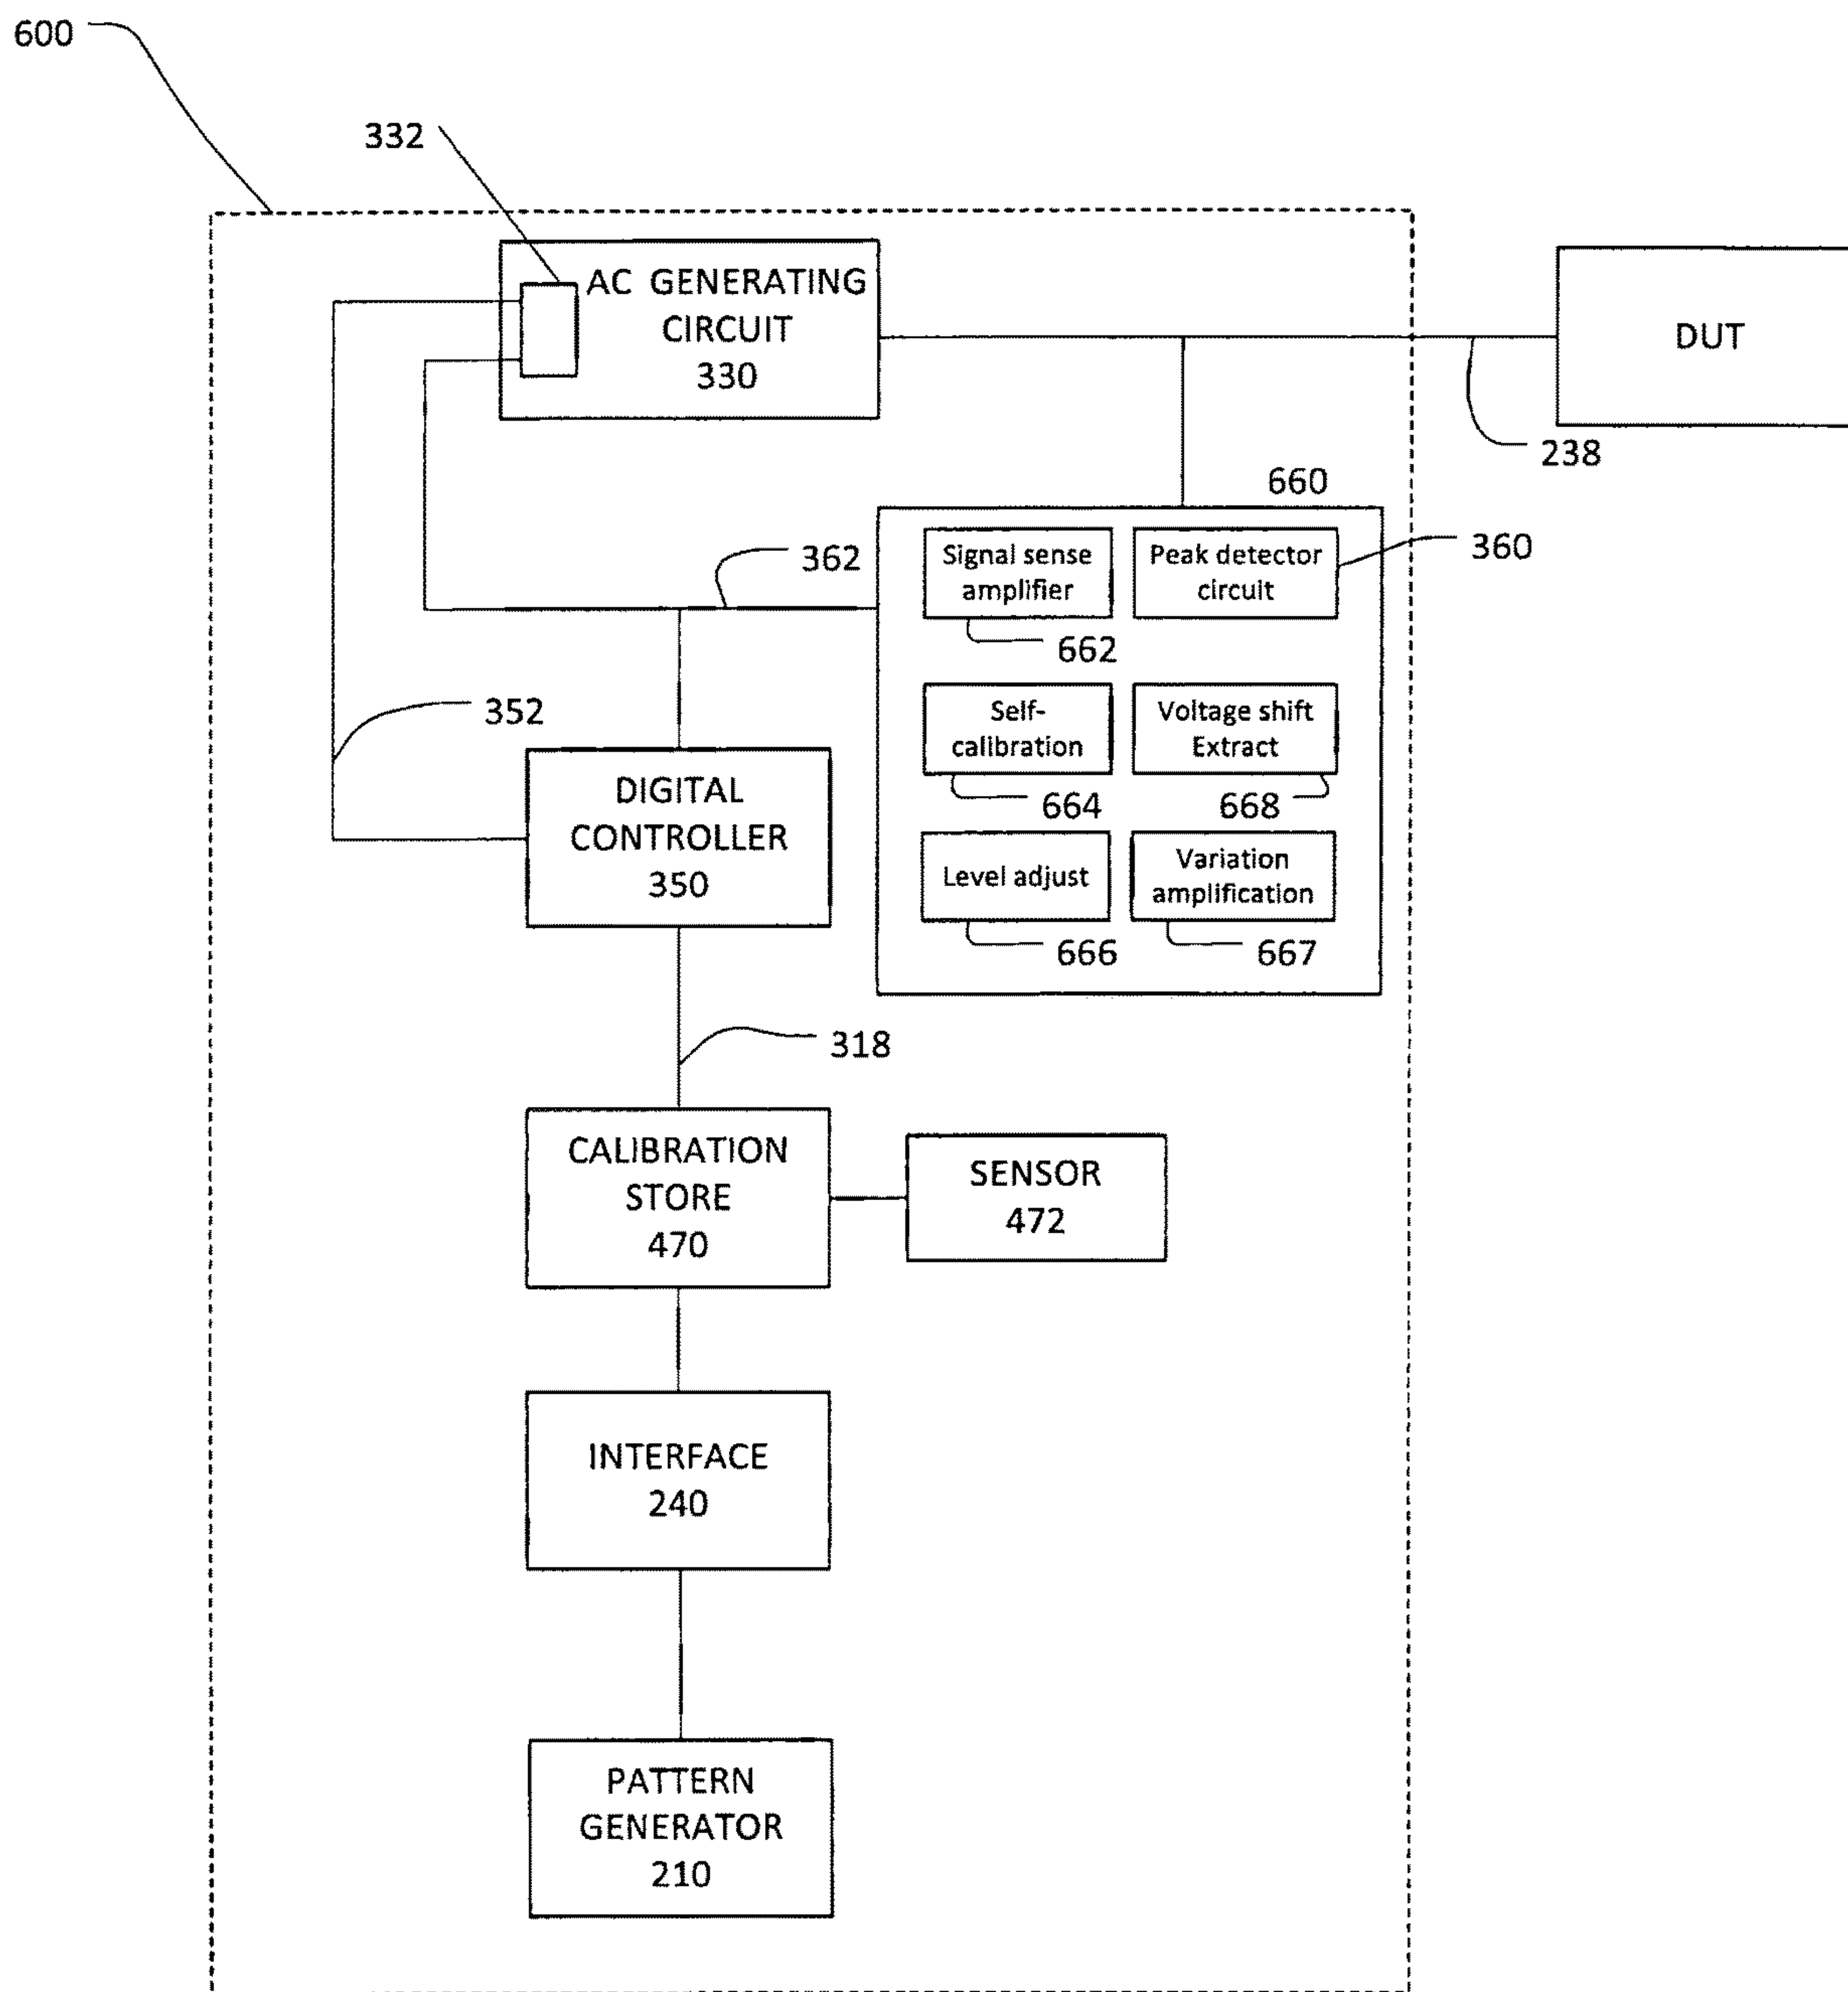 600
332
AC GENERATING
CIRCUIT
330
DUT
238
660
Signal sense
amplifier
Peak detector
circuit
360
362
662
Self-
calibration
Voltage shift
Extract
352
664
668
DIGITAL
CONTROLLER
350
Level adjust
Variation
amplification
666
667
318
CALIBRATION
STORE
470
SENSOR
472
INTERFACE
240
PATTERN
GENERATOR
210